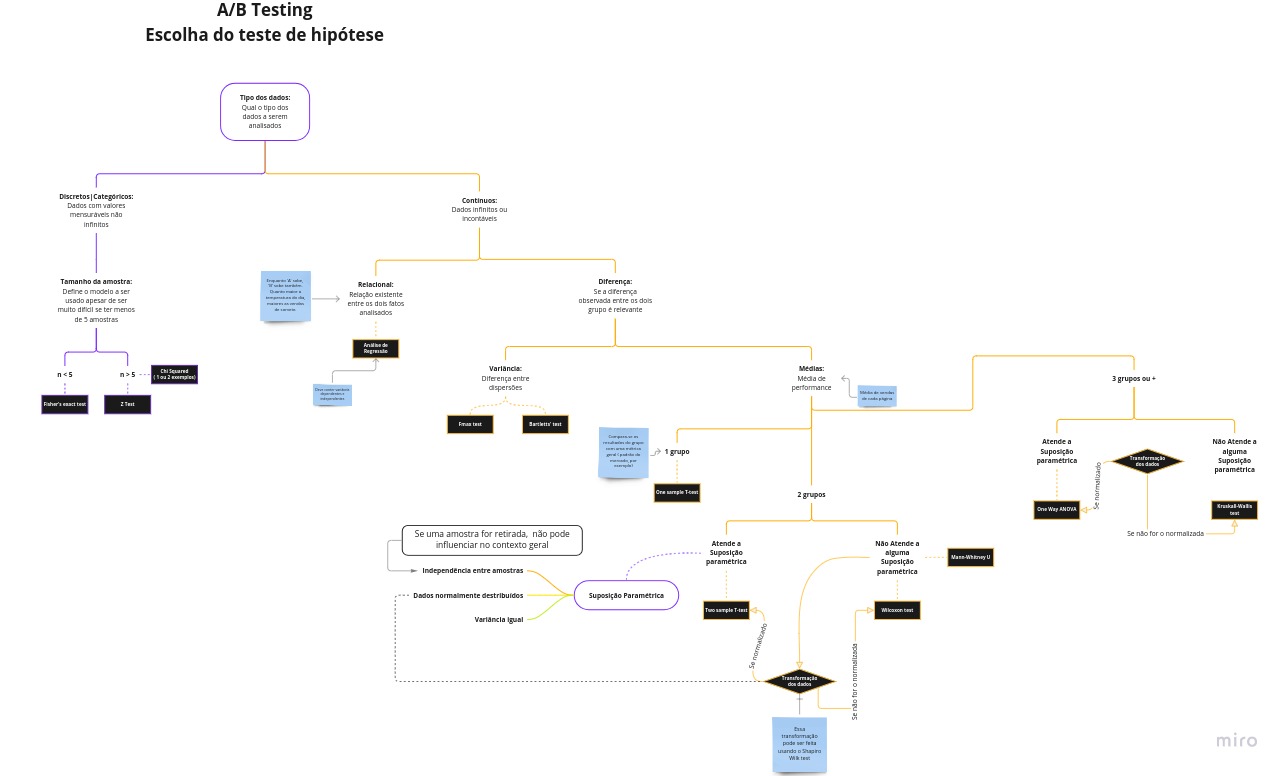 A/B Testing
Escolha do teste de hipótese
Tipo dos dados:
Qual o tipo dos
dados a serem
analisados
Discretos|Categóricos:
Dados com valores
mensuráveis não
infinitos
Contínuos:
Dados infinitos ou
incontáveis
Tamanho da amostra:
Define o modelo a ser
usado apesar de ser
muito difícil se ter menos
de 5 amostras
n < 5
n > 5
Chi Squared
( 1 ou 2 exemplos)
Fisher's exact test
Z Test
Enquanto 'A' sobe,
'B' sobe também.
Quanto maior a
temperatura do dia,
maiores as vendas
de sorvete
Relacional:
Relação existente
entre os dois fatos
analisados
Análise de
Regressão
dependentes e
independentes
Diferença:
Se a diferença
observada entre os dois
grupo é relevante
Variância:
Diferença entre
dispersões
Fmax test
Bartletts' test
Médias:
Média de
performance
Média de vendas
de cada página
Compara-se os
resultados do grupo
com uma métrica
geral ( padrão do
mercado, por
exemplo)
1 grupo
One sample T-test
2 grupos
3 grupos ou +
Atende a
Suposição
paramétrica
Transformação
dos dados
Não Atende a
alguma
Suposição
paramétrica
Se normalizado
One Way ANOVA
Kruskall-Wallis
test
Se não for o normalizada
Se uma amostra for retirada, não pode
influenciar no contexto geral
Independência entre amostras
Dados normalmente destribuídos
Variância igual
Suposição Paramétrica
Atende a
Suposição
paramétrica
Não Atende a
alguma
Suposição
paramétrica
Mann-Whitney U
Two sample T-test
Wilcoxon test
Se normalizado
Se não for o normalizada
Transformação
dos dados
Essa
transformação
pode ser feita
usando o Shapiro
Wilk test
miro